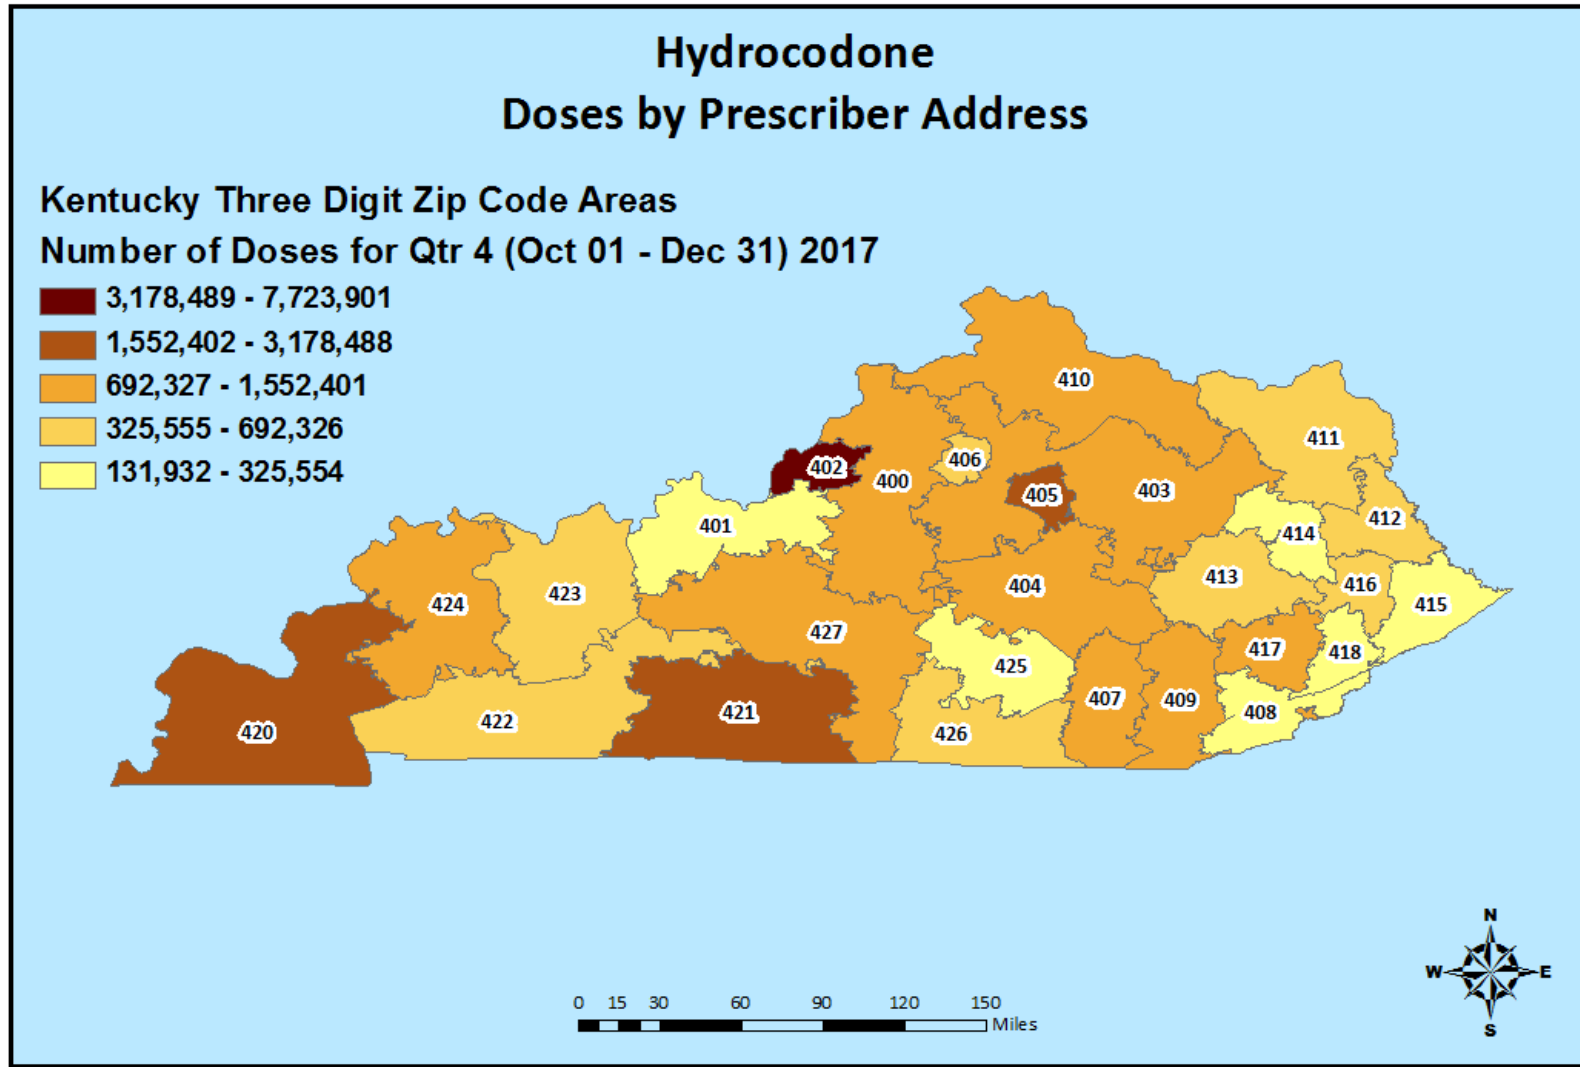 Hydrocodone
Doses by Prescriber Address
Kentucky Three Digit Zip Code Areas
Number of Doses for Qtr 4 (Oct 01 - Dec 31) 2017
3,178,489 - 7,723,901
1,552,402 - 3,178,488
692,327 - 1,552,401
325,555 - 692,326
131,932 - 325,554
410
411
402
406
400
405
403
401
412
414
413
416
404
424
423
415
427
417
418
425
407
409
408
421
422
420
426
N
W E
S
0 15 30 60 90 120 150
Miles